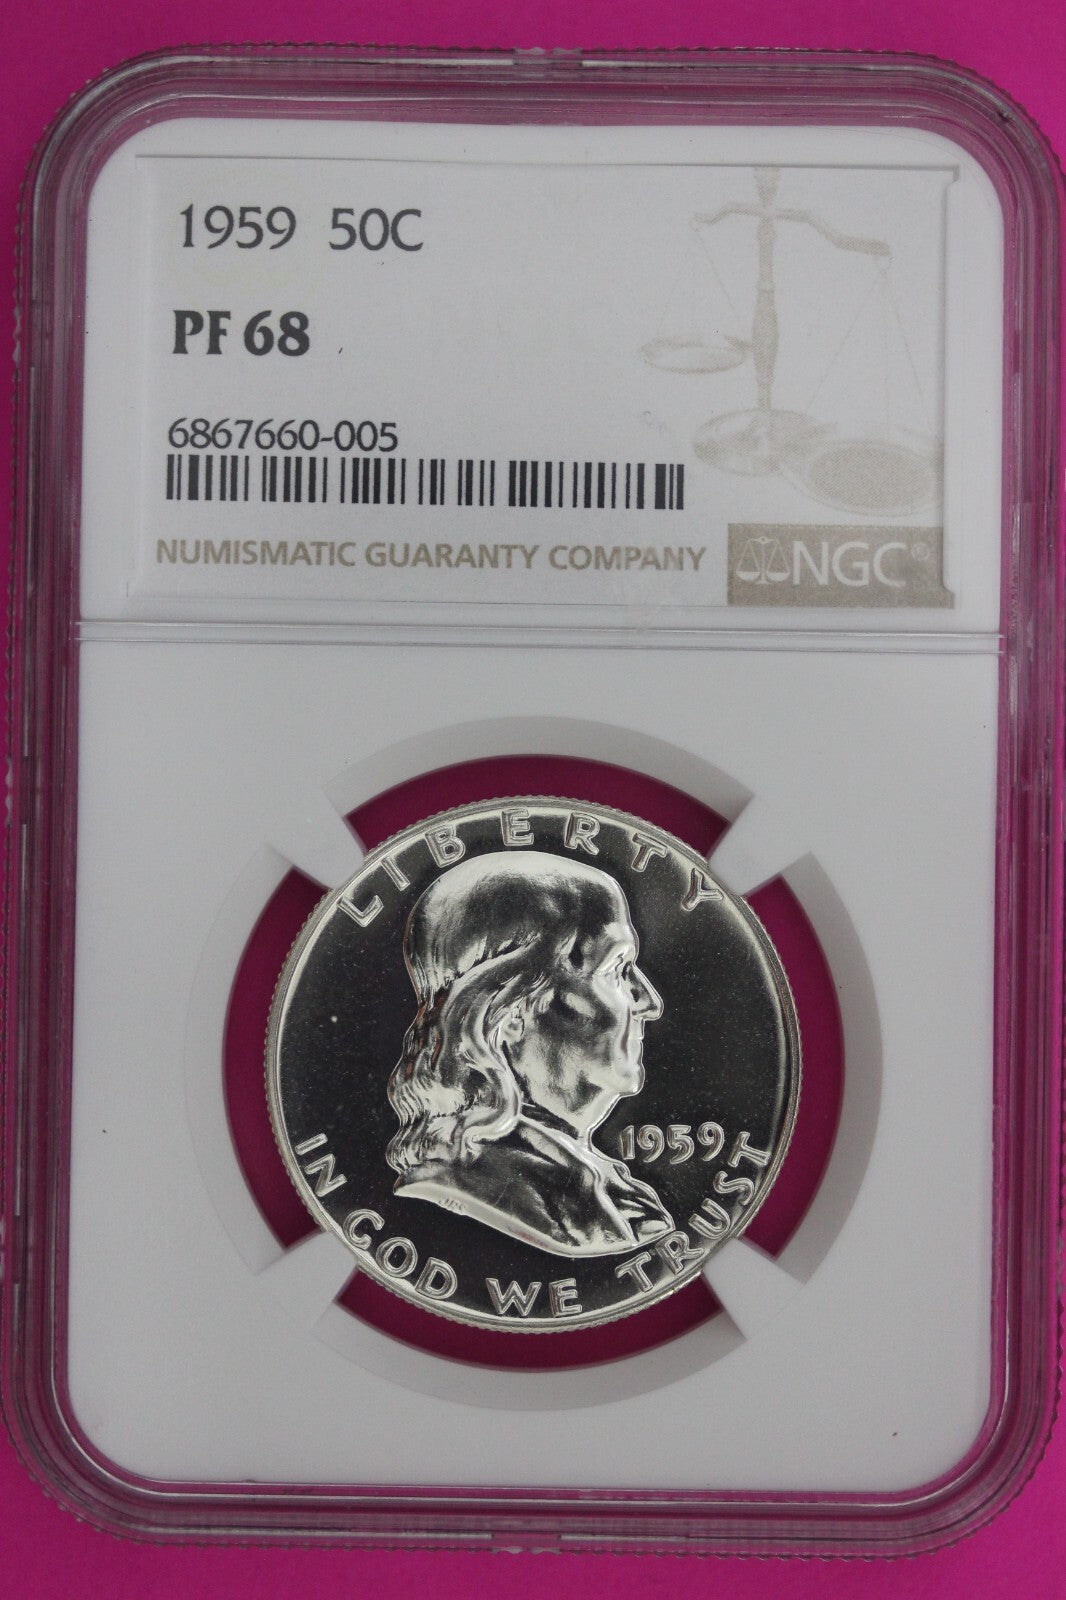 1959 50C
PF 68
6867660-005
NUMISMATIC GUARANTY COMPANY
NGC®
LIBERTY
1959
IN GOD WE TRUST